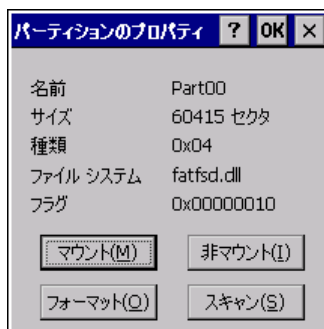 パーティションのプロパティ ? OK ×
名前 Part00
サイズ 60415 セクタ
種類 0x04
ファイル システム fatfsd.dll
フラグ 0x00000010
マウント(M) 非マウント(I)
フォーマット(O) スキャン(S)